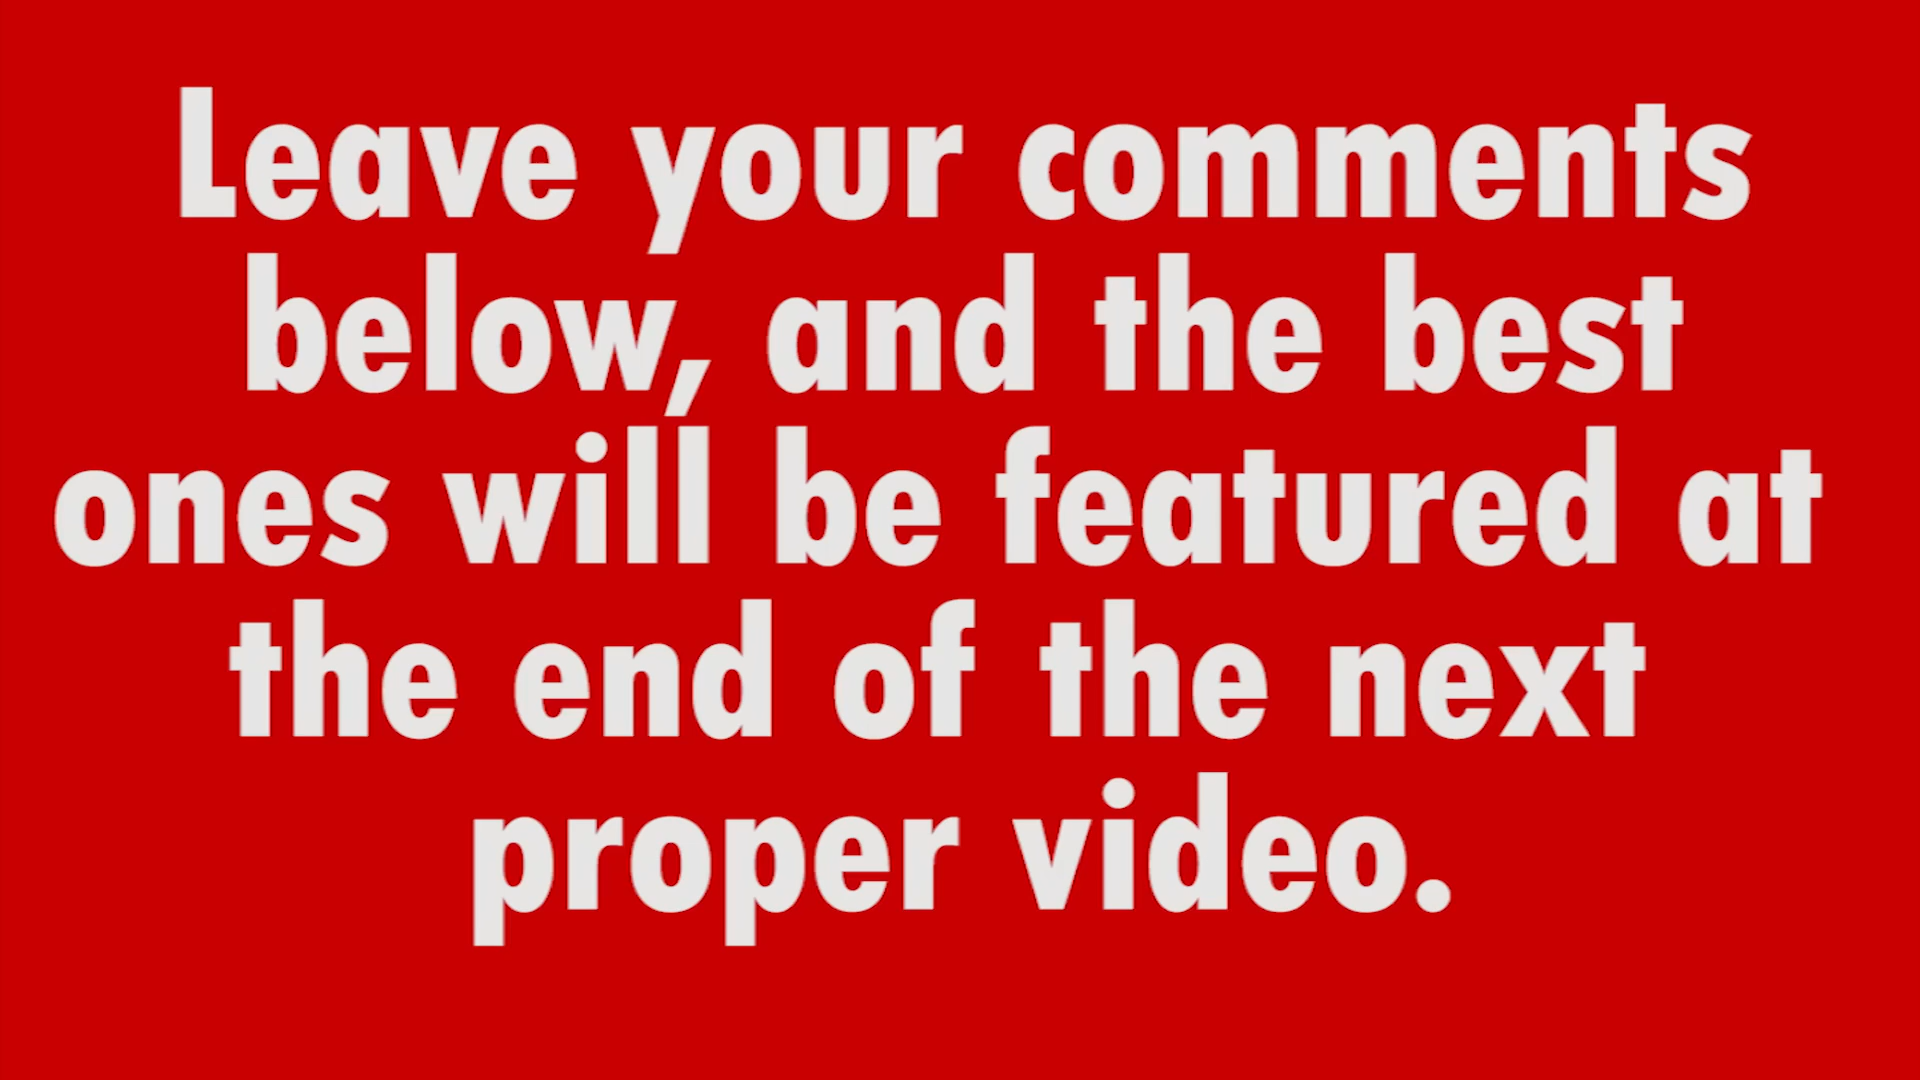 Leave your comments
below, and the best
ones will be featured at
the end of the next
proper video.